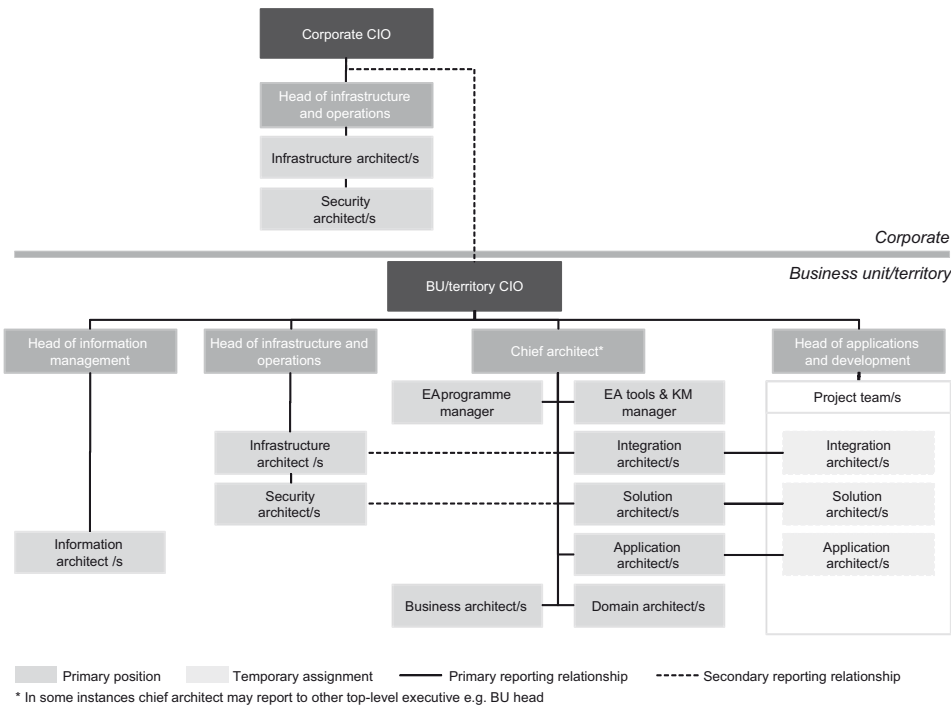 Corporate CIO
Head of infrastructure
and operations
Infrastructure architect/s
Security
architect/s
Corporate
Business unit/territory
BU/territory CIO
Head of information
management
Head of infrastructure and
operations
Chief architect*
Head of applications
and development
EA programme
manager
EA tools & KM
manager
Project team/s
Infrastructure
architect /s
Integration
architect/s
Integration
architect/s
Security
architect/s
Solution
architect/s
Solution
architect/s
Information
architect /s
Application
architect/s
Application
architect/s
Business architect/s
Domain architect/s
Primary position
Temporary assignment
Primary reporting relationship
Secondary reporting relationship
* In some instances chief architect may report to other top-level executive e.g. BU head